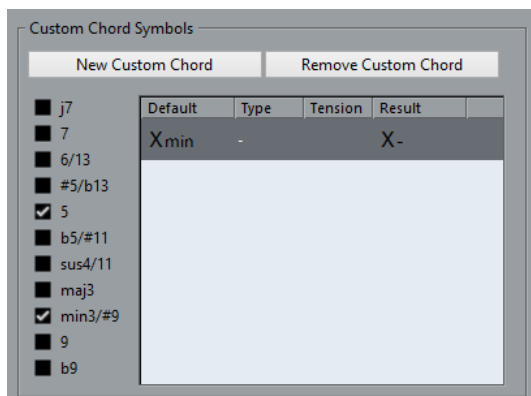 Custom Chord Symbols
New Custom Chord Remove Custom Chord
j7
7
6/13
#5/b13
5
b5/#11
sus4/11
maj3
min3/#9
9
b9
Default Type Tension Result
Xmin - X-